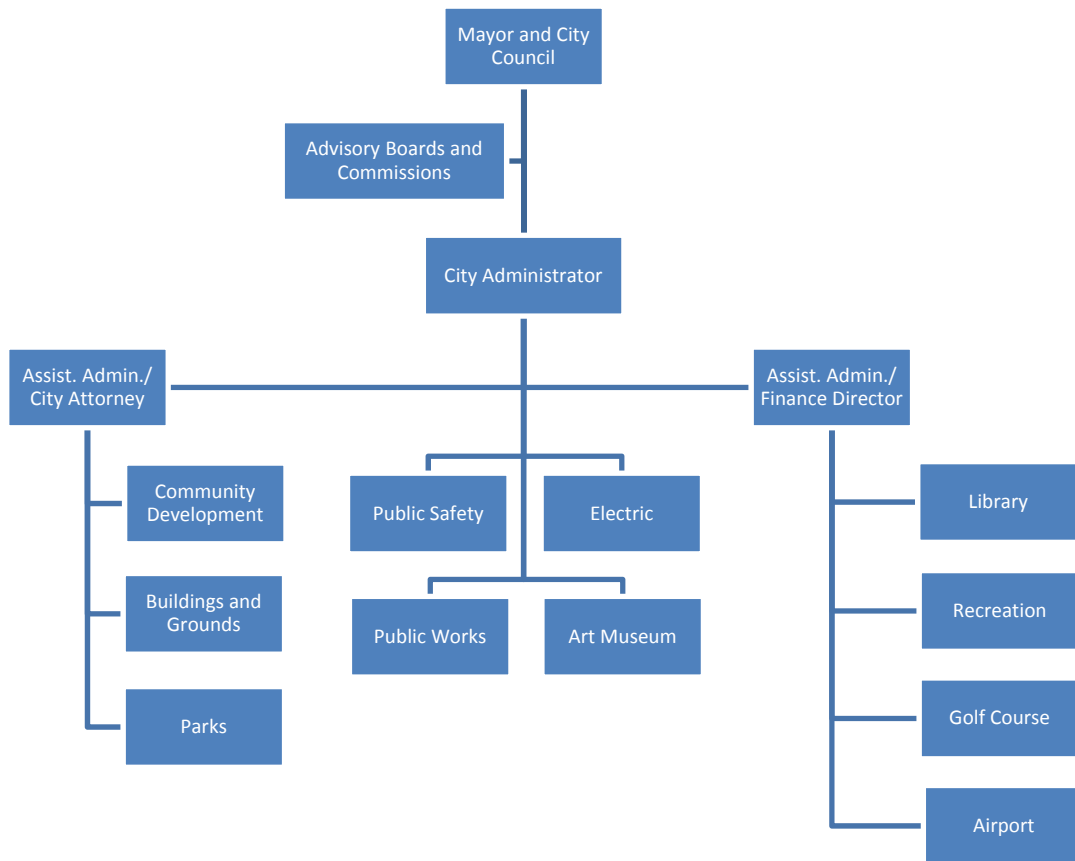 Mayor and City
Council
Advisory Boards and
Commissions
City Administrator
Assist. Admin./
City Attorney
Assist. Admin./
Finance Director
Community
Development
Buildings and
Grounds
Parks
Public Safety
Electric
Public Works
Art Museum
Library
Recreation
Golf Course
Airport